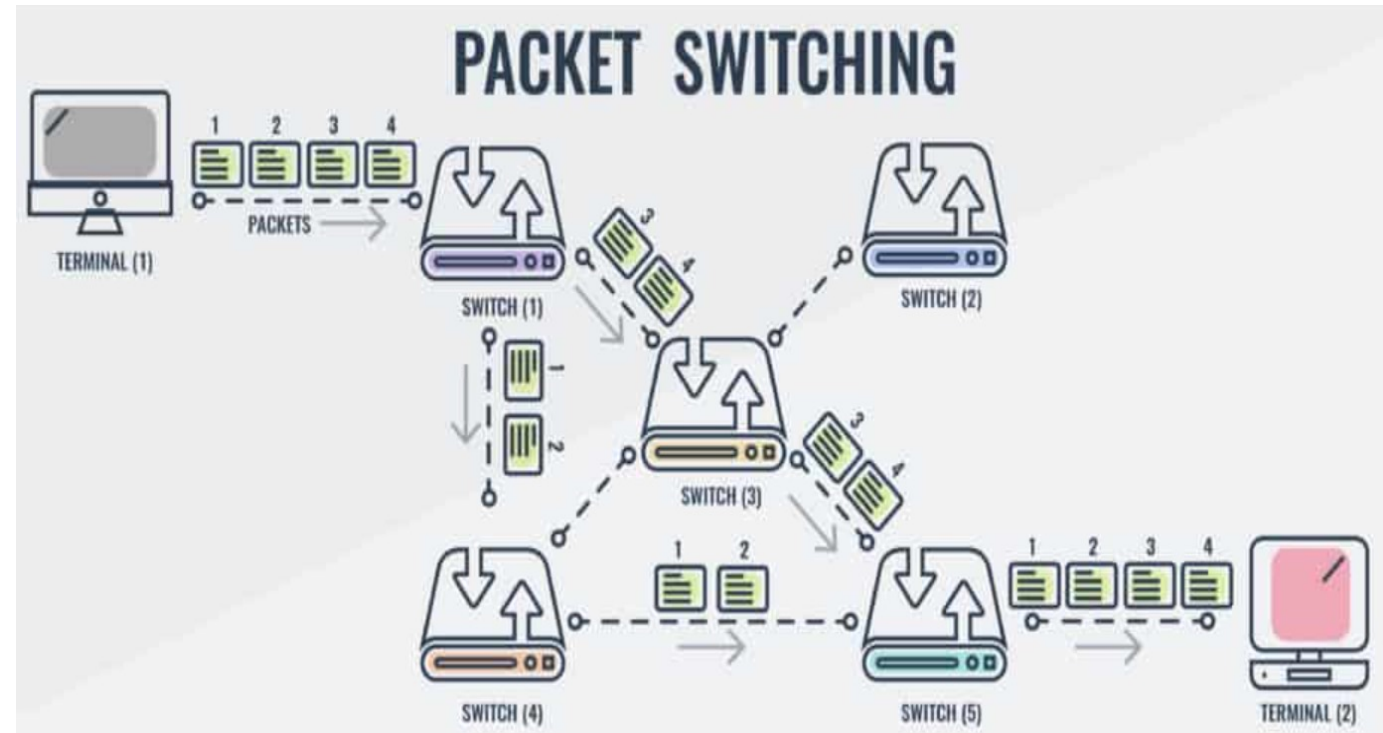 PACKET SWITCHING
1 2 3 4
PACKETS
TERMINAL (1)
SWITCH (1)
3
4
SWITCH (2)
1
2
SWITCH (3)
3
4
1 2
1 2 3 4
SWITCH (4)
SWITCH (5)
TERMINAL (2)